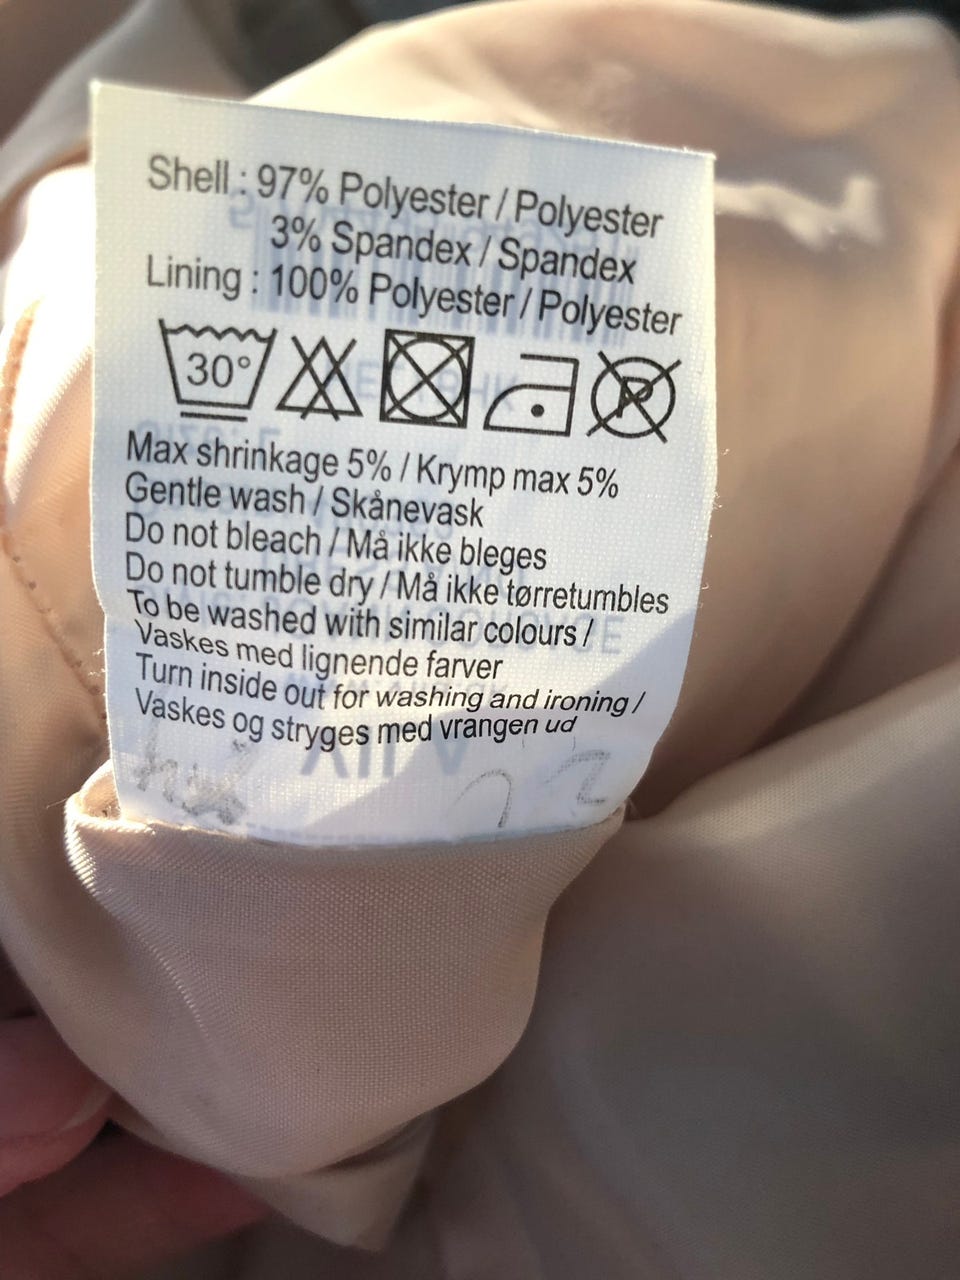 Shell : 97% Polyester / Polyester
3% Spandex / Spandex
Lining : 100% Polyester / Polyester
30°
P
Max shrinkage 5% / Krymp max 5%
Gentle wash / Skånevask
Do not bleach / Må ikke bleges
Do not tumble dry / Må ikke tørretumbles
To be washed with similar colours /
Vaskes med lignende farver
Turn inside out for washing and ironing /
Vaskes og stryges med vrangen ud